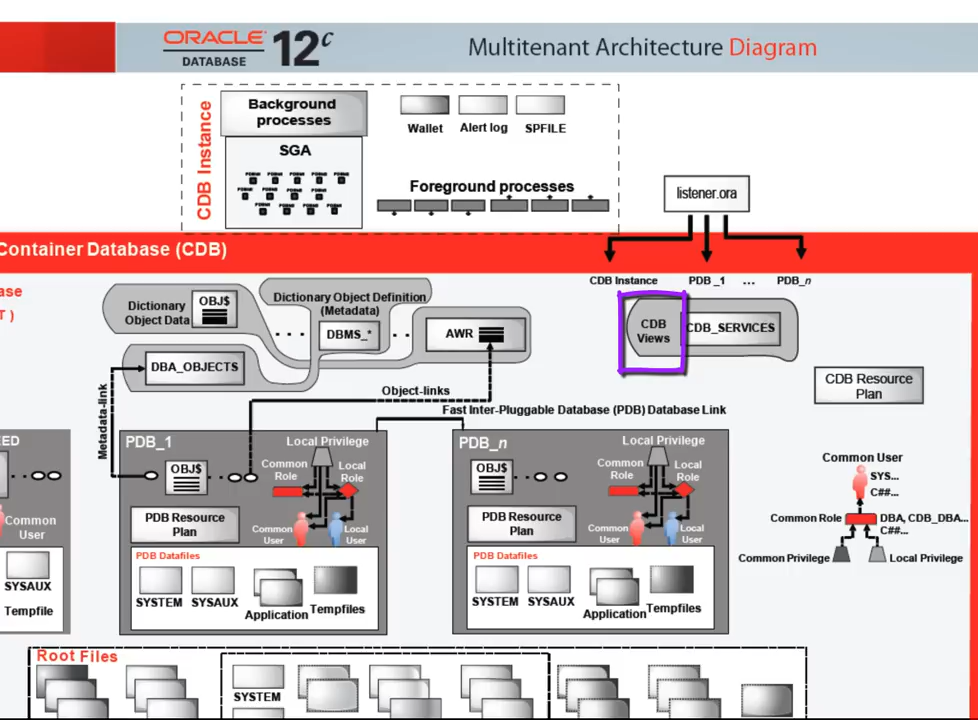 ORACLE
DATABASE
12c
Multitenant Architecture Diagram
CDB Instance
Background
processes
SGA
Wallet
Alert log
SPFILE
Foreground processes
listener.ora
Container Database (CDB)
CDB Instance
PDB_1
...
PDB_n
ase
T )
Dictionary
Object Data
OBJ$
Dictionary Object Definition
(Metadata)
. . .
DBMS_*
. .
AWR
CDB
Views
CDB_SERVICES
DBA_OBJECTS
Metadata-link
Object-links
Fast Inter-Pluggable Database (PDB) Database Link
CDB Resource
Plan
EED
Common
User
SYSAUX
Tempfile
PDB_1
Local Privilege
OBJ$
Common
Role
Local
Role
PDB Resource
Plan
Common
User
Local
User
PDB Datafiles
SYSTEM
SYSAUX
Application
Tempfiles
PDB_n
Local Privilege
OBJ$
Common
Role
Local
Role
PDB Resource
Plan
Common
User
Local
User
PDB Datafiles
SYSTEM
SYSAUX
Application
Tempfiles
Common User
SYS...
C##...
Common Role
DBA, CDB_DBA...
C##...
Common Privilege
Local Privilege
Root Files
SYSTEM